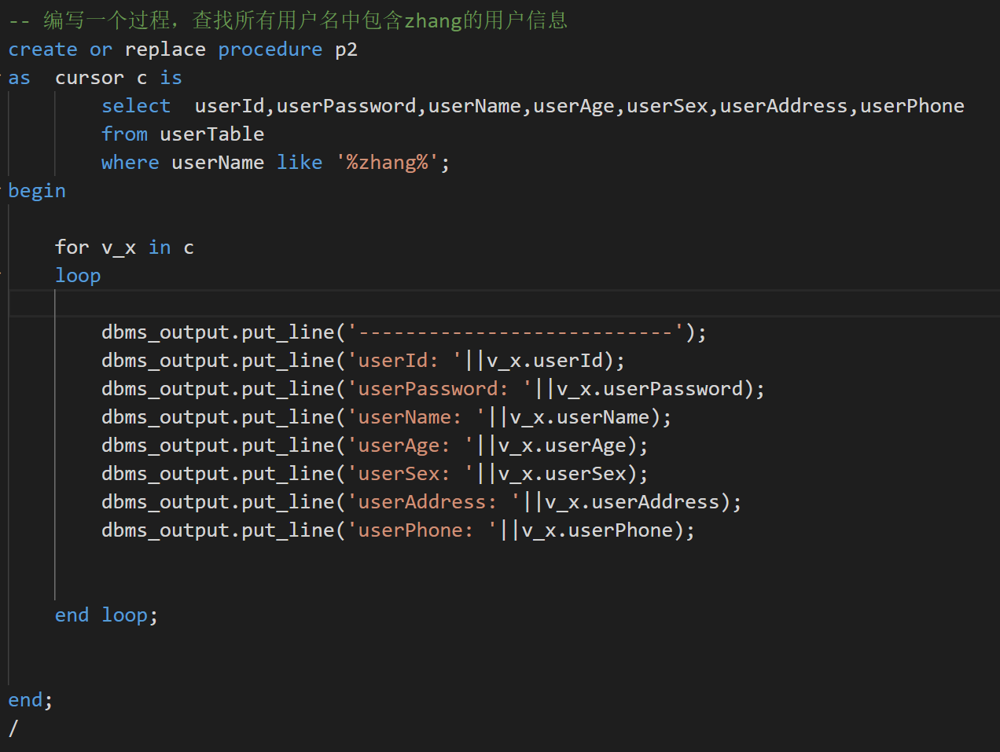 -- 编写一个过程，查找所有用户名中包含zhang的用户信息
create or replace procedure p2
as  cursor c is
        select  userId,userPassword,userName,userAge,userSex,userAddress,userPhone
        from userTable
        where userName like '%zhang%';
begin
    for v_x in c
    loop
        dbms_output.put_line('---------------------------');
        dbms_output.put_line('userId: '||v_x.userId);
        dbms_output.put_line('userPassword: '||v_x.userPassword);
        dbms_output.put_line('userName: '||v_x.userName);
        dbms_output.put_line('userAge: '||v_x.userAge);
        dbms_output.put_line('userSex: '||v_x.userSex);
        dbms_output.put_line('userAddress: '||v_x.userAddress);
        dbms_output.put_line('userPhone: '||v_x.userPhone);
    end loop;
end;
/